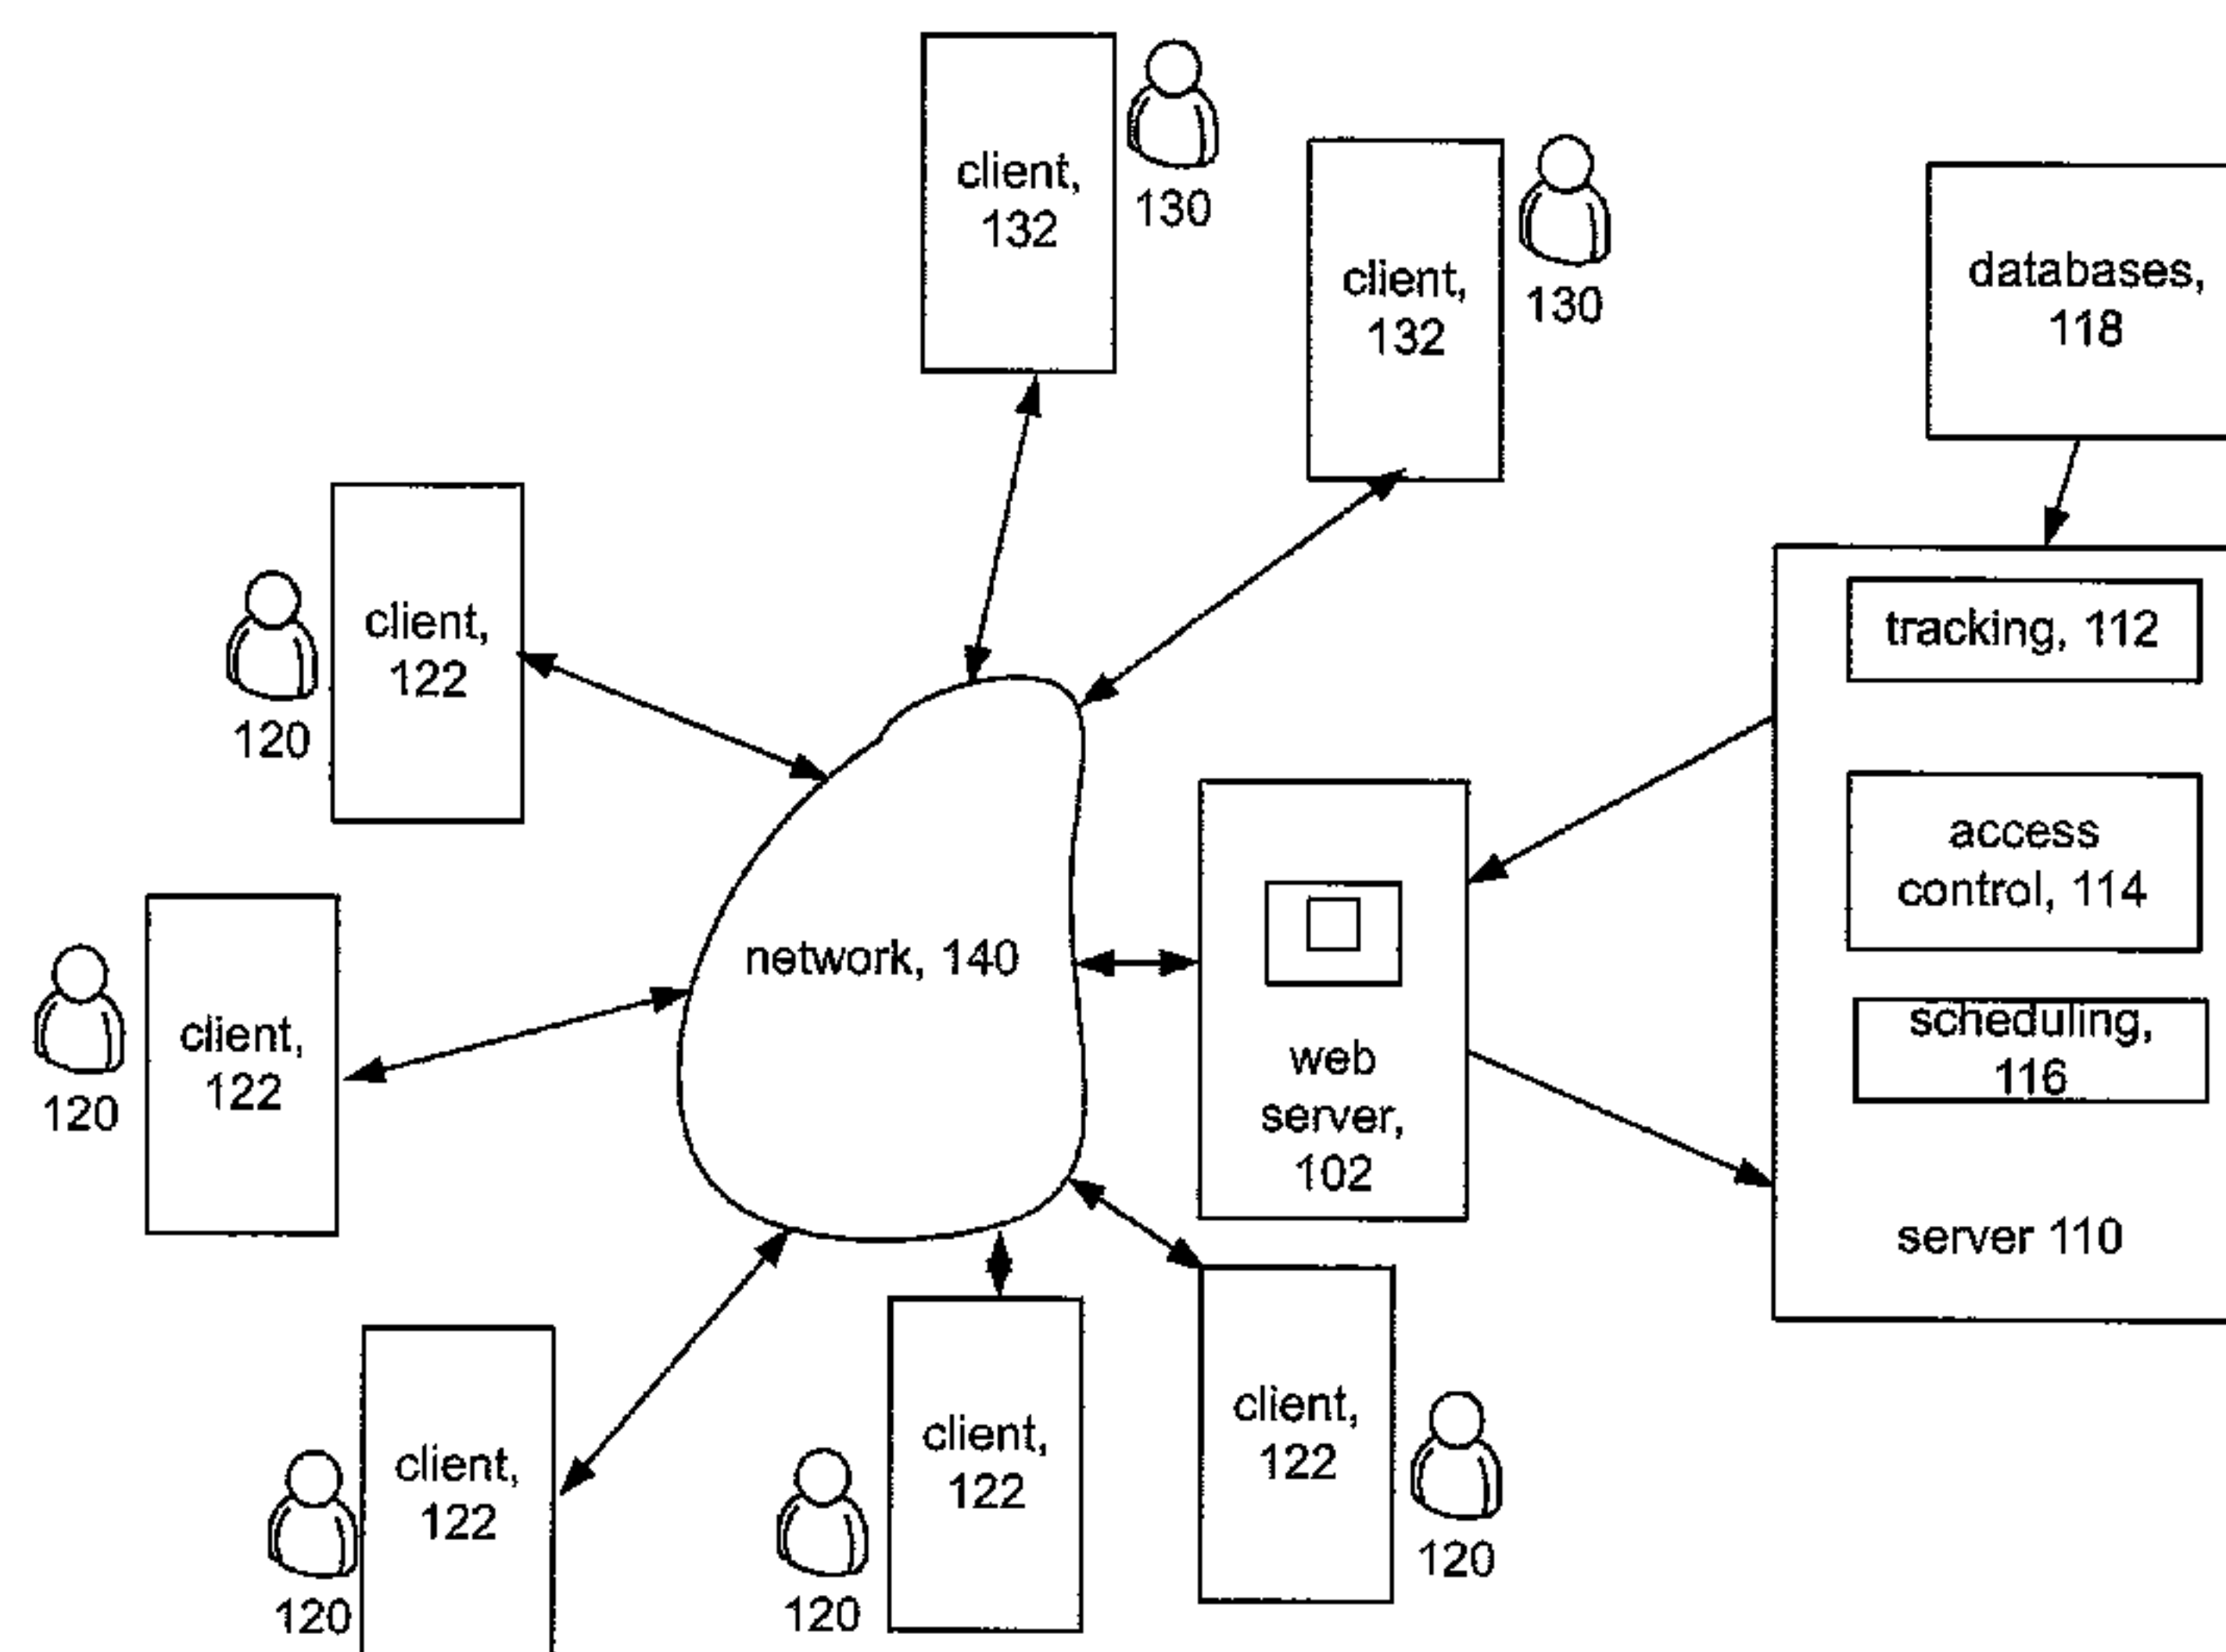 client,
132
130
client,
132
130
databases,
118
client,
122
120
tracking, 112
access
control, 114
scheduling,
116
server 110
network, 140
web
server,
102
client,
122
120
client,
122
120
client,
122
120
client,
122
120